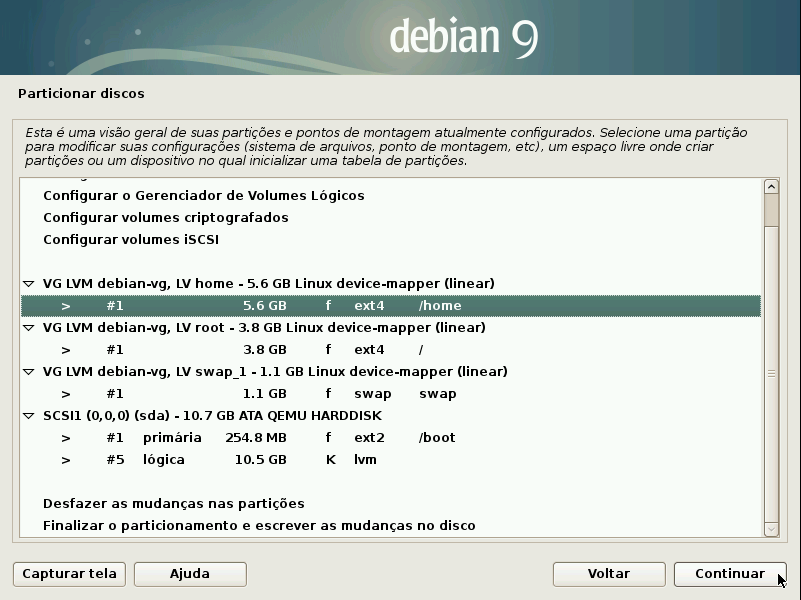 debian 9
Particionar discos
Esta é uma visão geral de suas partições e pontos de montagem atualmente configurados. Selecione uma partição
para modificar suas configurações (sistema de arquivos, ponto de montagem, etc), um espaço livre onde criar
partições ou um dispositivo no qual inicializar uma tabela de partições.
Configurar o Gerenciador de Volumes Lógicos
Configurar volumes criptografados
Configurar volumes iSCSI
VG LVM debian-vg, LV home - 5.6 GB Linux device-mapper (linear)
> #1 5.6 GB f ext4 /home
VG LVM debian-vg, LV root - 3.8 GB Linux device-mapper (linear)
> #1 3.8 GB f ext4 /
VG LVM debian-vg, LV swap_1 - 1.1 GB Linux device-mapper (linear)
> #1 1.1 GB f swap swap
SCSI1 (0,0,0) (sda) - 10.7 GB ATA QEMU HARDDISK
> #1 primária 254.8 MB f ext2 /boot
> #5 lógica 10.5 GB K lvm
Desfazer as mudanças nas partições
Finalizar o particionamento e escrever as mudanças no disco
Capturar tela Ajuda Voltar Continuar